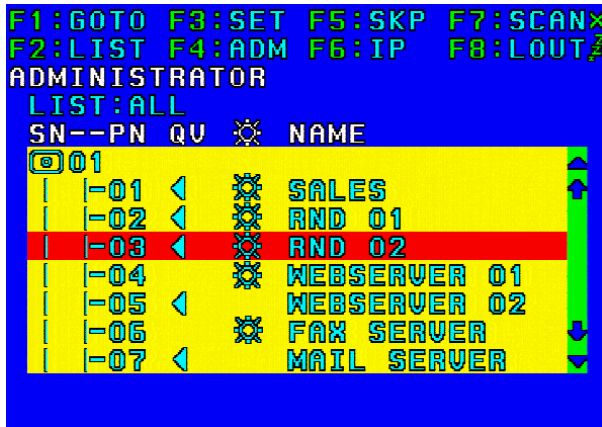 F1:GOTO F3:SET F5:SKP F7:SCAN
F2:LIST F4:ADM F6:IP F8:LOUT
ADMINISTRATOR
LIST:ALL
SN--PN QV NAME
01
01 SALES
02 RND 01
03 RND 02
04 WEBSERVER 01
05 WEBSERVER 02
06 FAX SERVER
07 MAIL SERVER